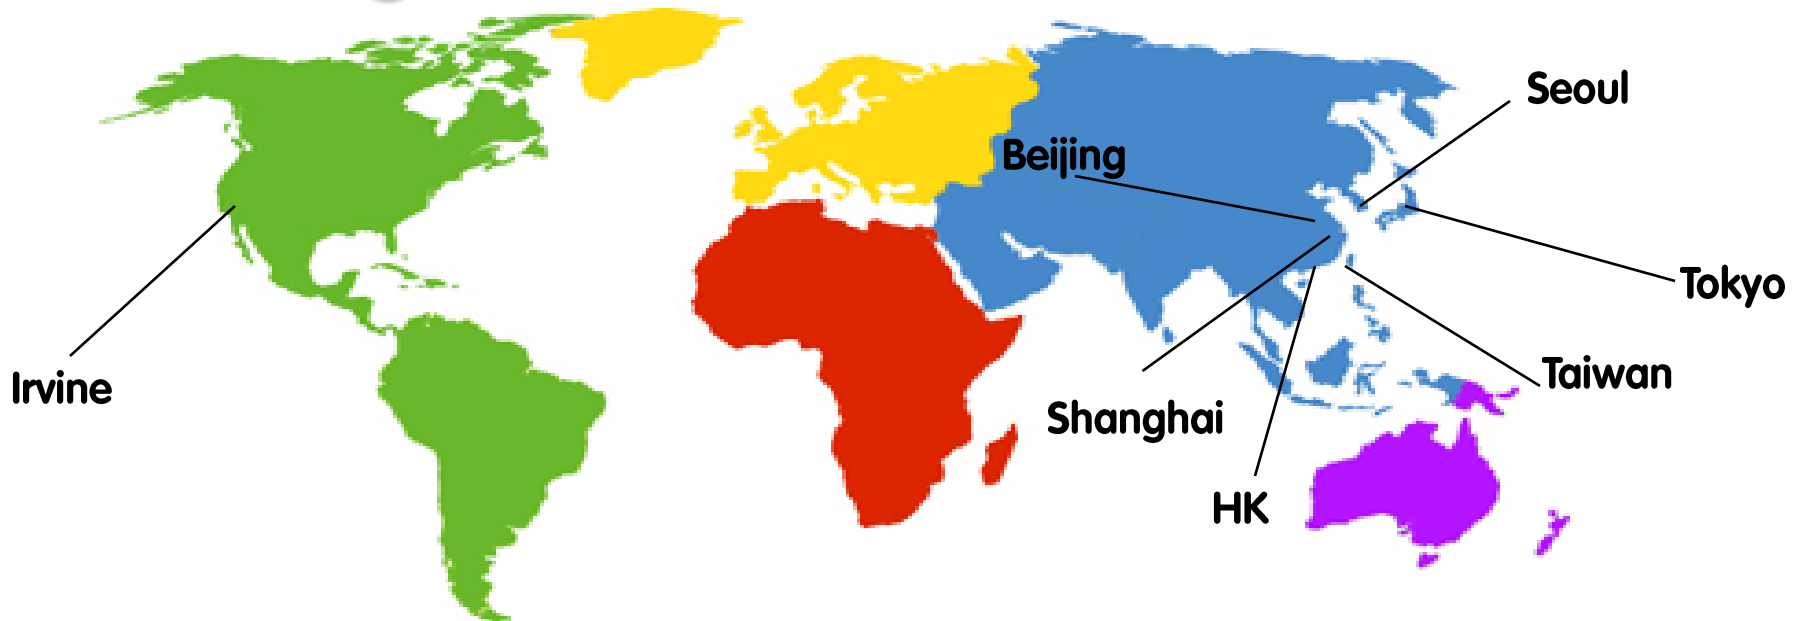 Seoul
Beijing
Tokyo
Taiwan
Irvine
Shanghai
HK